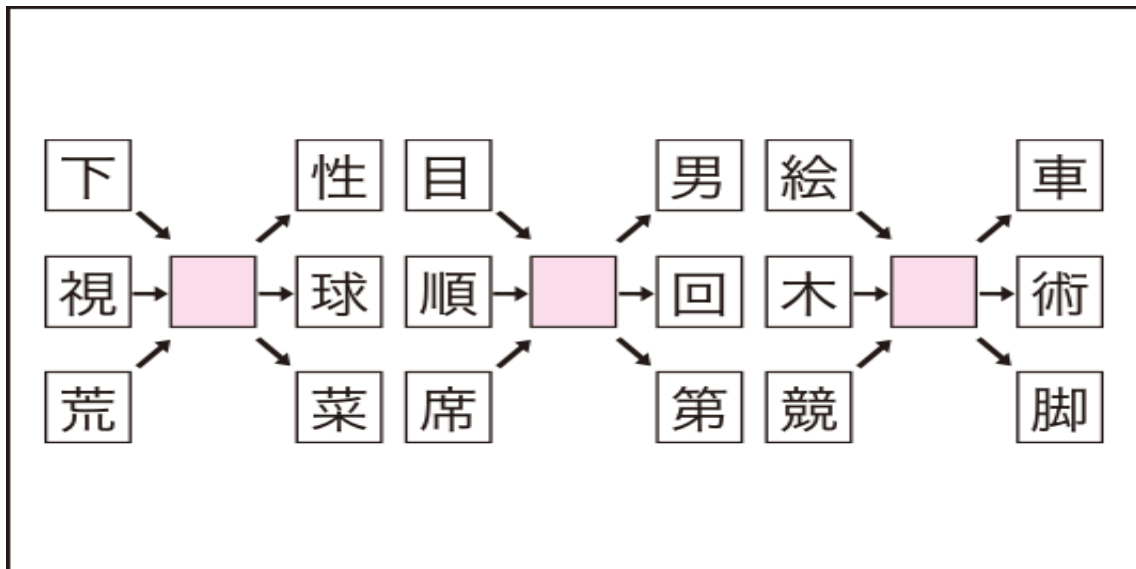 下 性 目 男 絵 車
視 球 順 回 木 術
荒 菜 席 第 競 脚